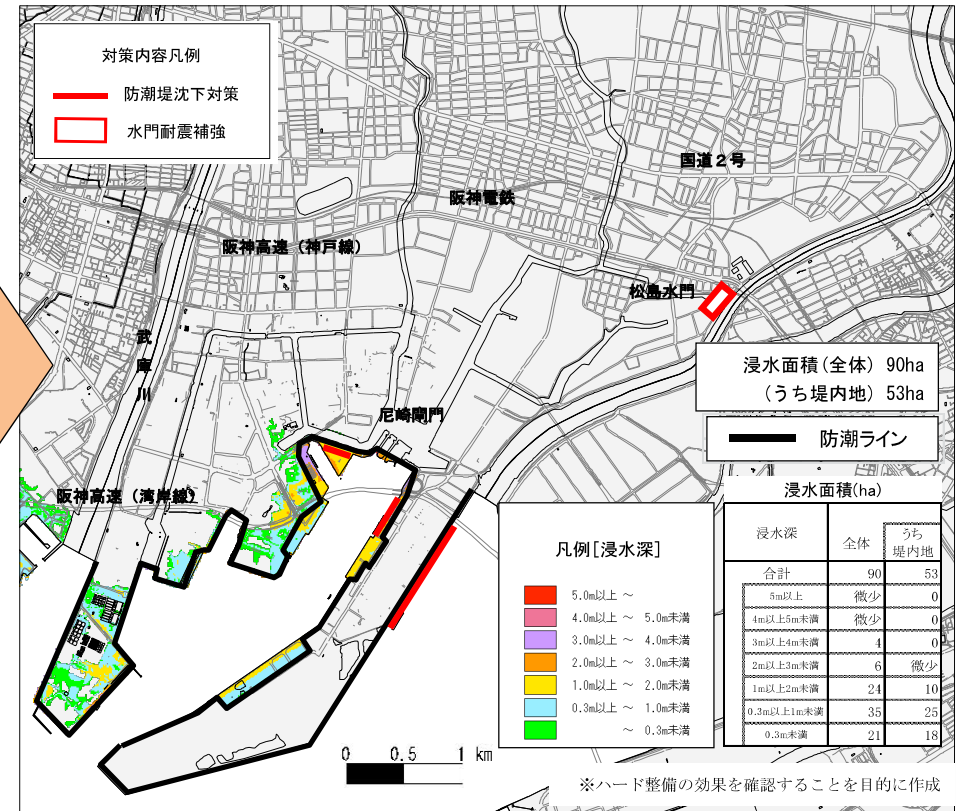 対策内容凡例
防潮堤沈下対策
水門耐震補強
国道２号
阪神電鉄
阪神高速（神戸線）
松島水門
武庫川
浸水面積(全体) 90ha
(うち堤内地) 53ha
尼崎閘門
防潮ライン
阪神高速（湾岸線）
浸水面積(ha)
浸水深 全体 うち
堤内地
合計 90 53
5m以上 微少 0
4m以上5m未満 微少 0
3m以上4m未満 4 0
2m以上3m未満 6 微少
1m以上2m未満 24 10
0.3m以上1m未満 35 25
0.3m未満 21 18
凡例[浸水深]
5.0m以上 ～
4.0m以上 ～ 5.0m未満
3.0m以上 ～ 4.0m未満
2.0m以上 ～ 3.0m未満
1.0m以上 ～ 2.0m未満
0.3m以上 ～ 1.0m未満
～ 0.3m未満
0 0.5 1 km
※ハード整備の効果を確認することを目的に作成